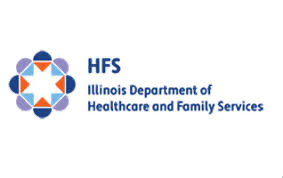 HFS
Illinois Department of
Healthcare and Family Services